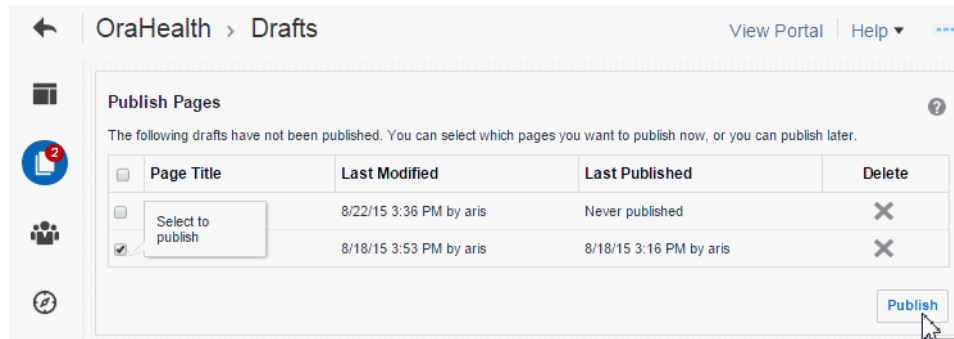 OraHealth > Drafts
View Portal Help
Publish Pages
The following drafts have not been published. You can select which pages you want to publish now, or you can publish later.
2
Page Title Last Modified Last Published Delete
8/22/15 3:36 PM by aris Never published
Select to
publish
8/18/15 3:53 PM by aris 8/18/15 3:16 PM by aris
Publish